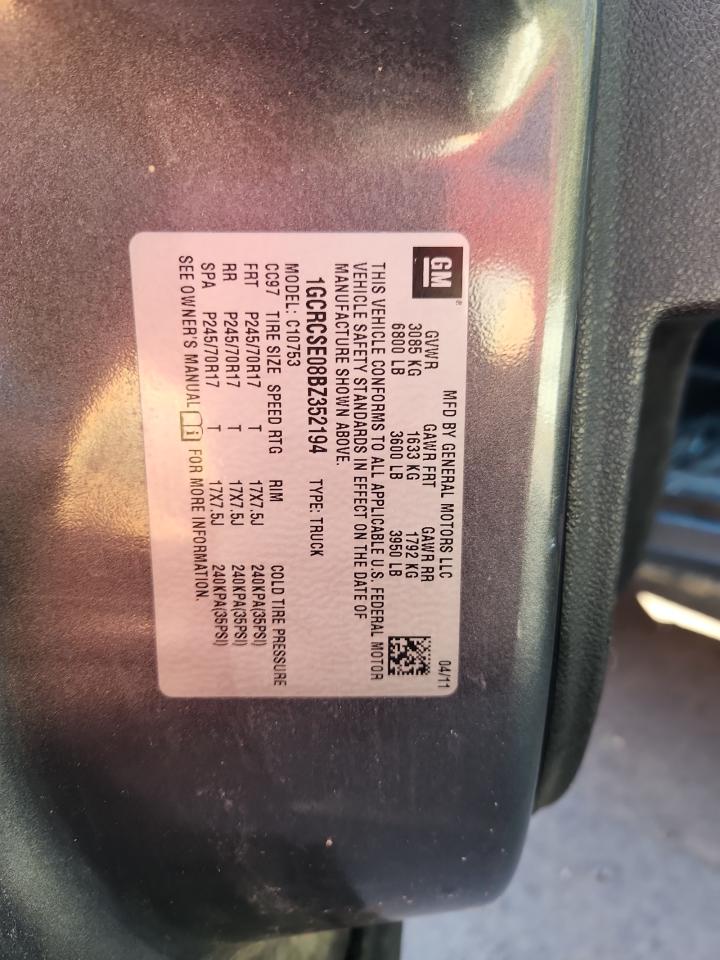 GM ®
MFD BY GENERAL MOTORS LLC 04/11
GVWR GAWR FRT GAWR RR
3085 KG 1633 KG 1792 KG
6800 LB 3600 LB 3950 LB
THIS VEHICLE CONFORMS TO ALL APPLICABLE U.S. FEDERAL MOTOR
VEHICLE SAFETY STANDARDS IN EFFECT ON THE DATE OF
MANUFACTURE SHOWN ABOVE.
1GCRCSE08BZ352194 TYPE: TRUCK
MODEL: C10753
CC97 TIRE SIZE SPEED RTG RIM COLD TIRE PRESSURE
FRT P245/70R17 T 17X7.5J 240KPA(35PSI)
RR P245/70R17 T 17X7.5J 240KPA(35PSI)
SPA P245/70R17 T 17X7.5J 240KPA(35PSI)
SEE OWNER'S MANUAL FOR MORE INFORMATION.